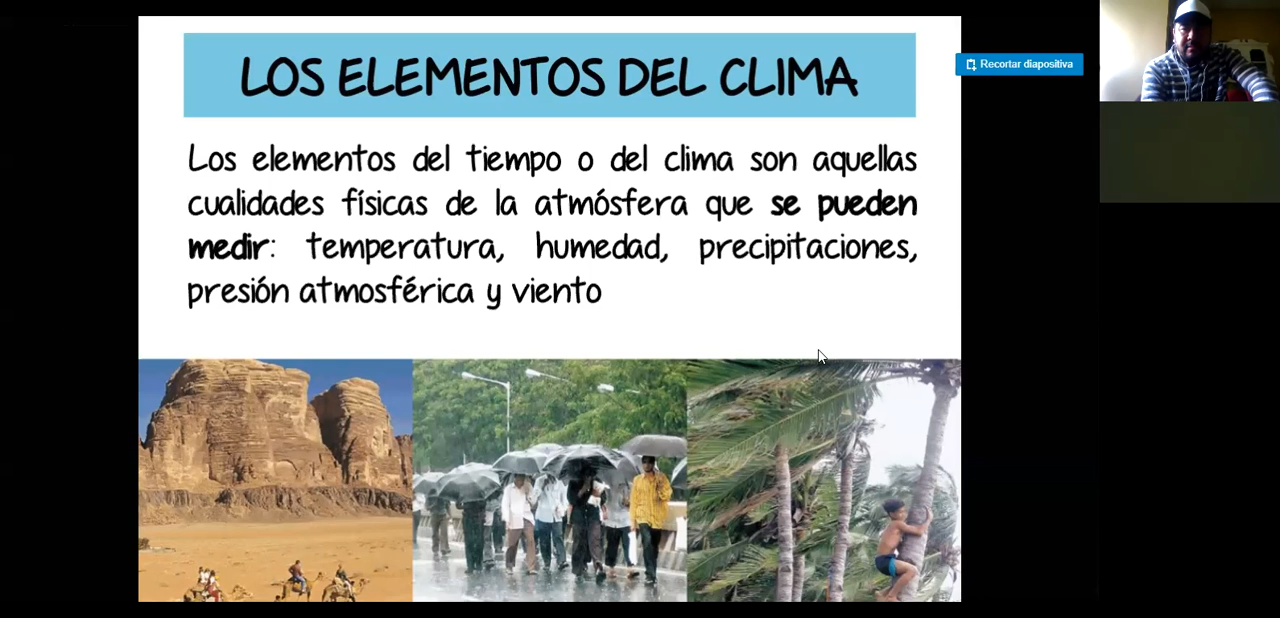 LOS ELEMENTOS DEL CLIMA
Recortar diapositiva
Los elementos del tiempo o del clima son aquellas
cualidades físicas de la atmósfera que se pueden
medir: temperatura, humedad, precipitaciones,
presión atmosférica y viento